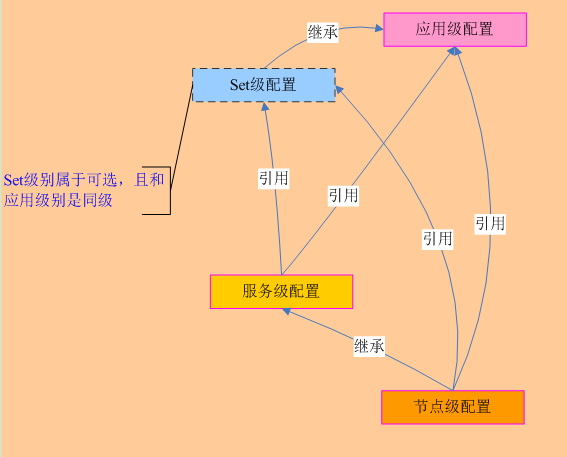 应用级配置
继承
Set级配置
Set级别属于可选，且和
应用级别是同级
引用
引用
引用
引用
服务级配置
继承
节点级配置